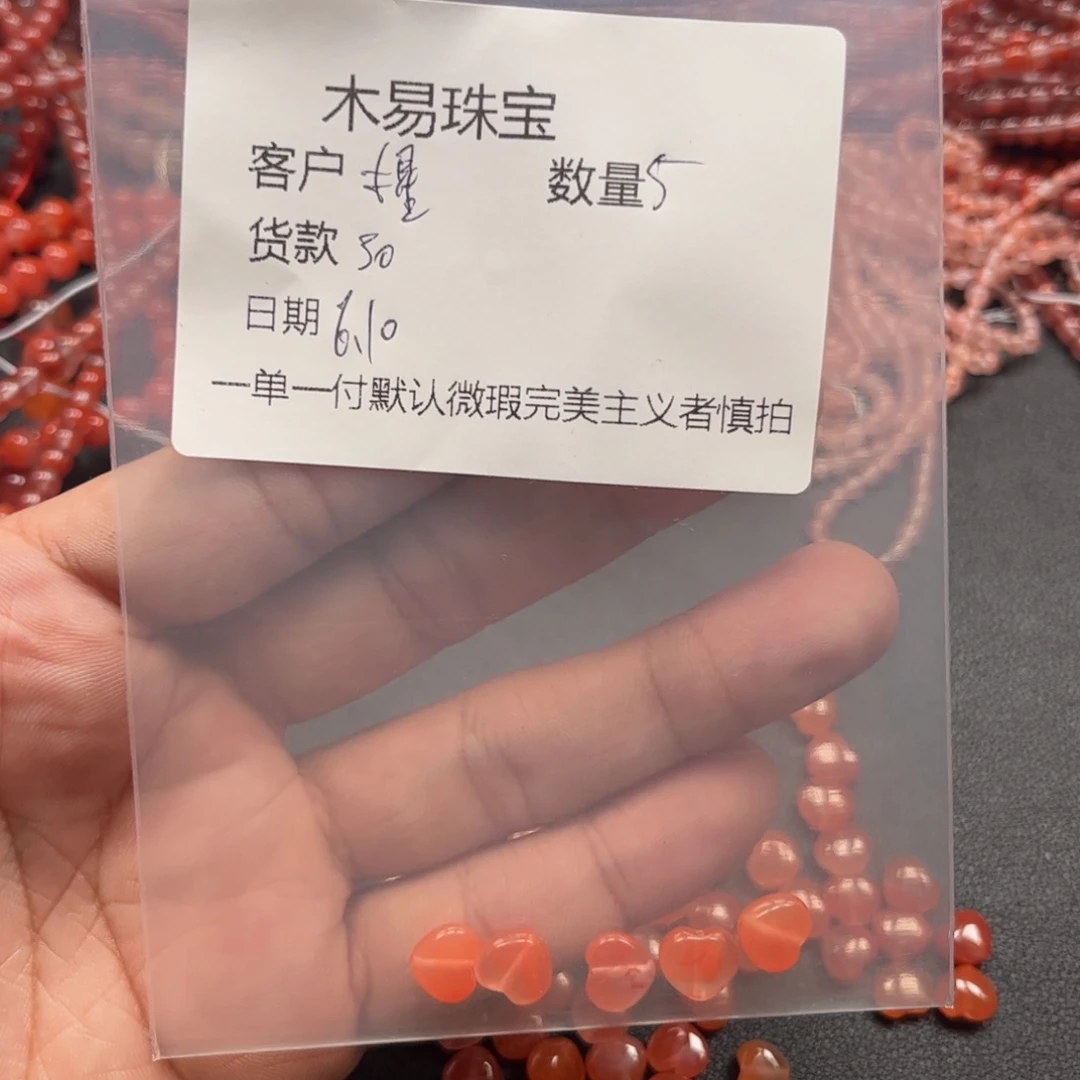 木易珠宝
客户 数量5
货款 50
日期 6.10
一单一付默认微瑕完美主义者慎拍